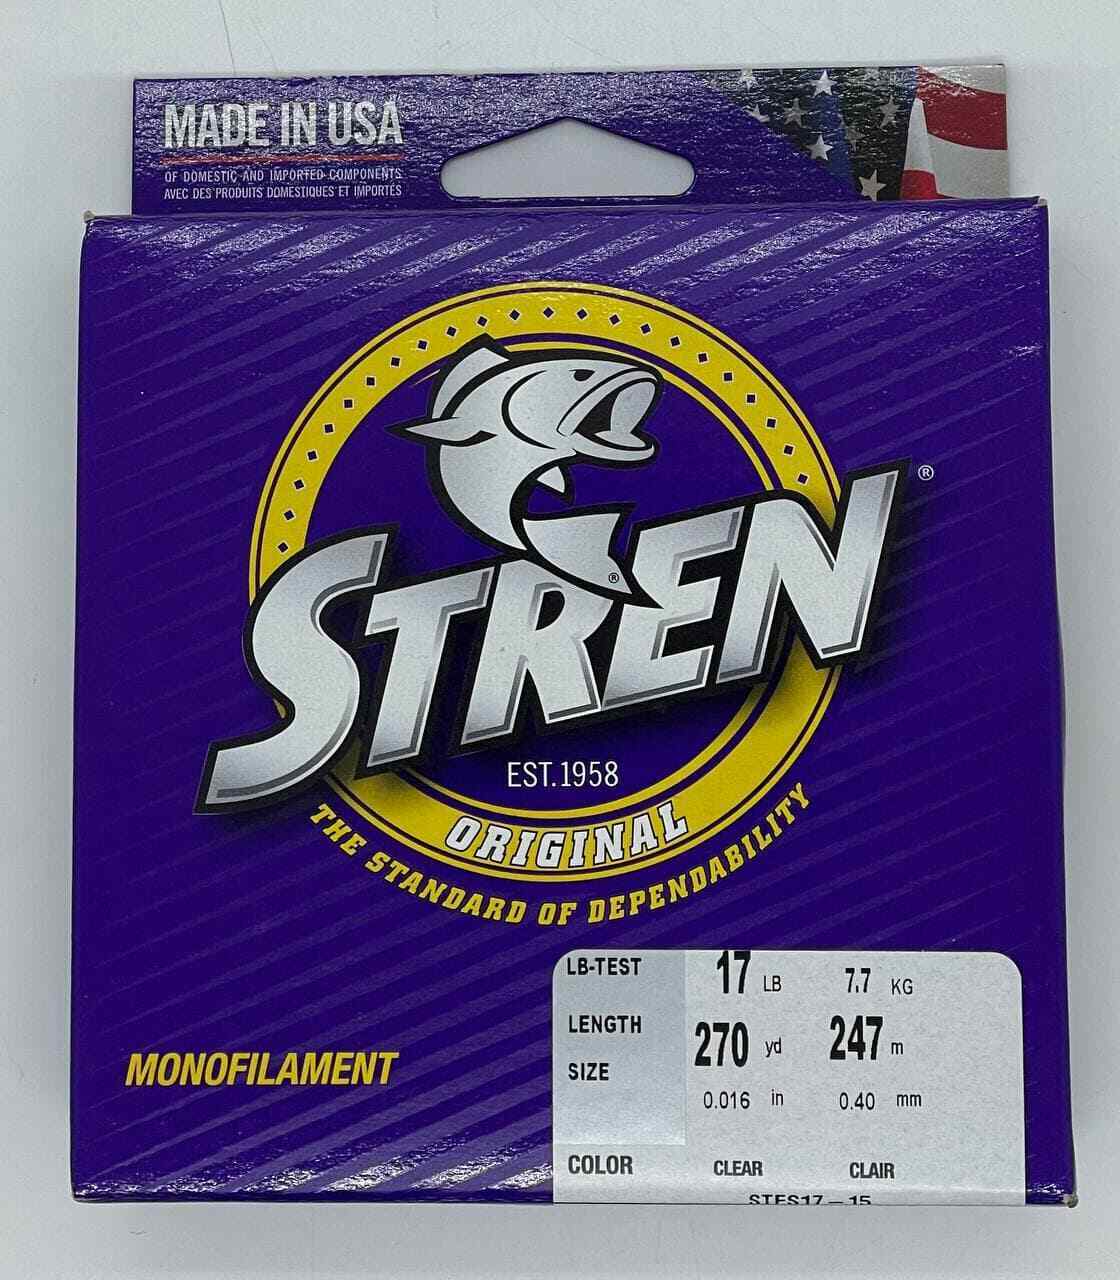 MADE IN USA
OF DOMESTIC AND IMPORTED COMPONENTS
AVEC DES PRODUITS DOMESTIQUES ET IMPORTÉS
STREN®
®
EST.1958
ORIGINAL
THE STANDARD OF DEPENDABILITY
MONOFILAMENT
LB-TEST 17 LB 7.7 KG
LENGTH 270 yd 247 m
SIZE 0.016 in 0.40 mm
COLOR CLEAR CLAIR